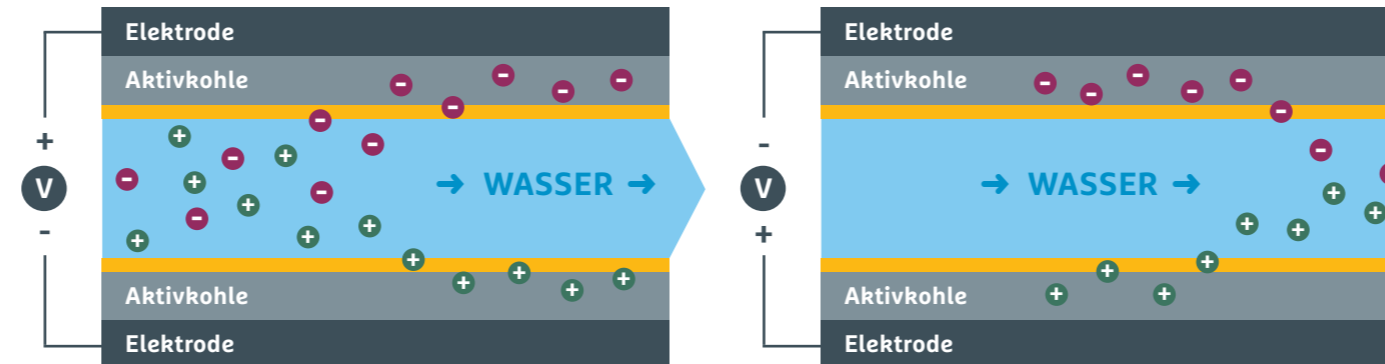 Elektrode
Aktivkohle
+
V
-
➔ WASSER ➔
Aktivkohle
Elektrode
Elektrode
Aktivkohle
-
V
+
➔ WASSER ➔
Aktivkohle
Elektrode